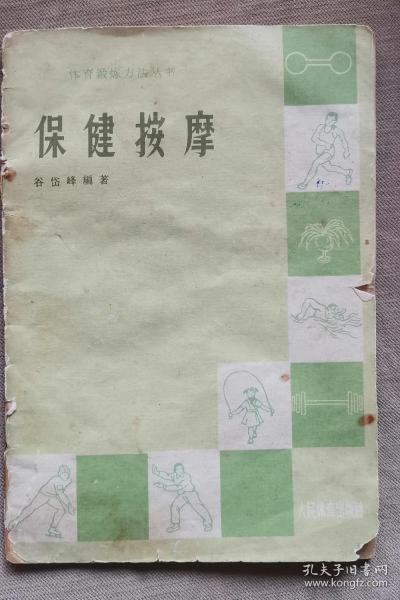 体育锻炼方法丛书
保健按摩
谷岱峰编著
人民体育出版社
孔夫子旧书网
www.kongfz.com